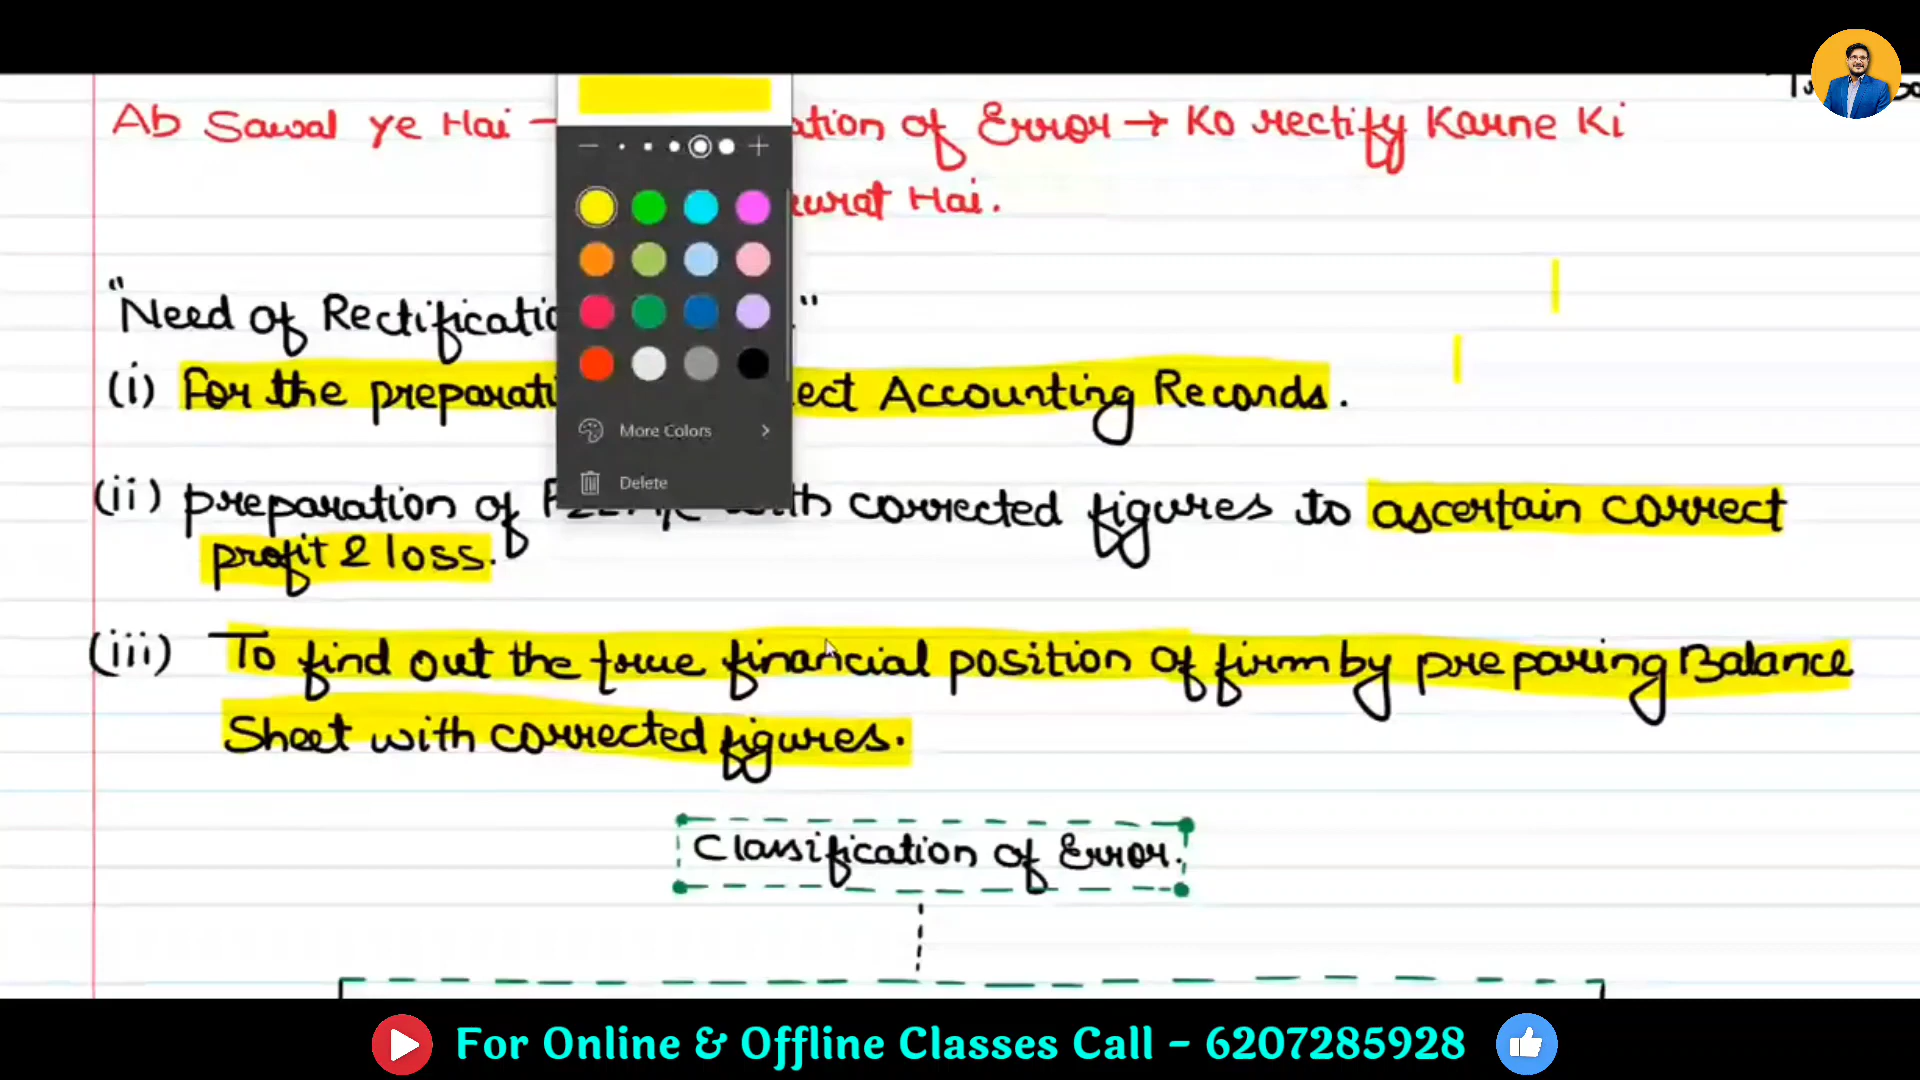 Ab Sawal ye Hai – ation of Error → Ko rectify Karne Ki
urat Hai.
"Need of Rectificatio "
(i) For the preparati ect Accounting Records.
(ii) preparation of with corrected figures to ascertain correct
profit & loss.
(iii) To find out the true financial position of firm by preparing Balance
Sheet with corrected figures.
Classification of Error.
More Colors
Delete
For Online & Offline Classes Call - 6207285928